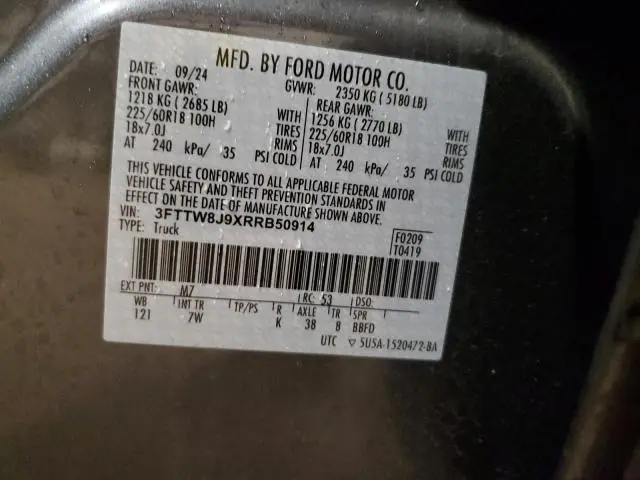 MFD. BY FORD MOTOR CO.
DATE: 09/24 GVWR: 2350 KG ( 5180 LB)
FRONT GAWR: REAR GAWR:
1218 KG ( 2685 LB) WITH 1256 KG ( 2770 LB) WITH
225/60R18 100H TIRES 225/60R18 100H TIRES
18x7.0J RIMS 18x7.0J RIMS
AT 240 kPa/ 35 PSI COLD AT 240 kPa/ 35 PSI COLD
THIS VEHICLE CONFORMS TO ALL APPLICABLE FEDERAL MOTOR
VEHICLE SAFETY AND THEFT PREVENTION STANDARDS IN
EFFECT ON THE DATE OF MANUFACTURE SHOWN ABOVE.
VIN: 3FTTW8J9XRRB50914
TYPE: Truck
F0209
T0419
EXT PNT: M7 RC: 53 DSO:
WB INT TR TP/PS R AXLE TR SPR
121 7W K 38 8 BBFD
UTC ▽ 5U5A-1520472-BA